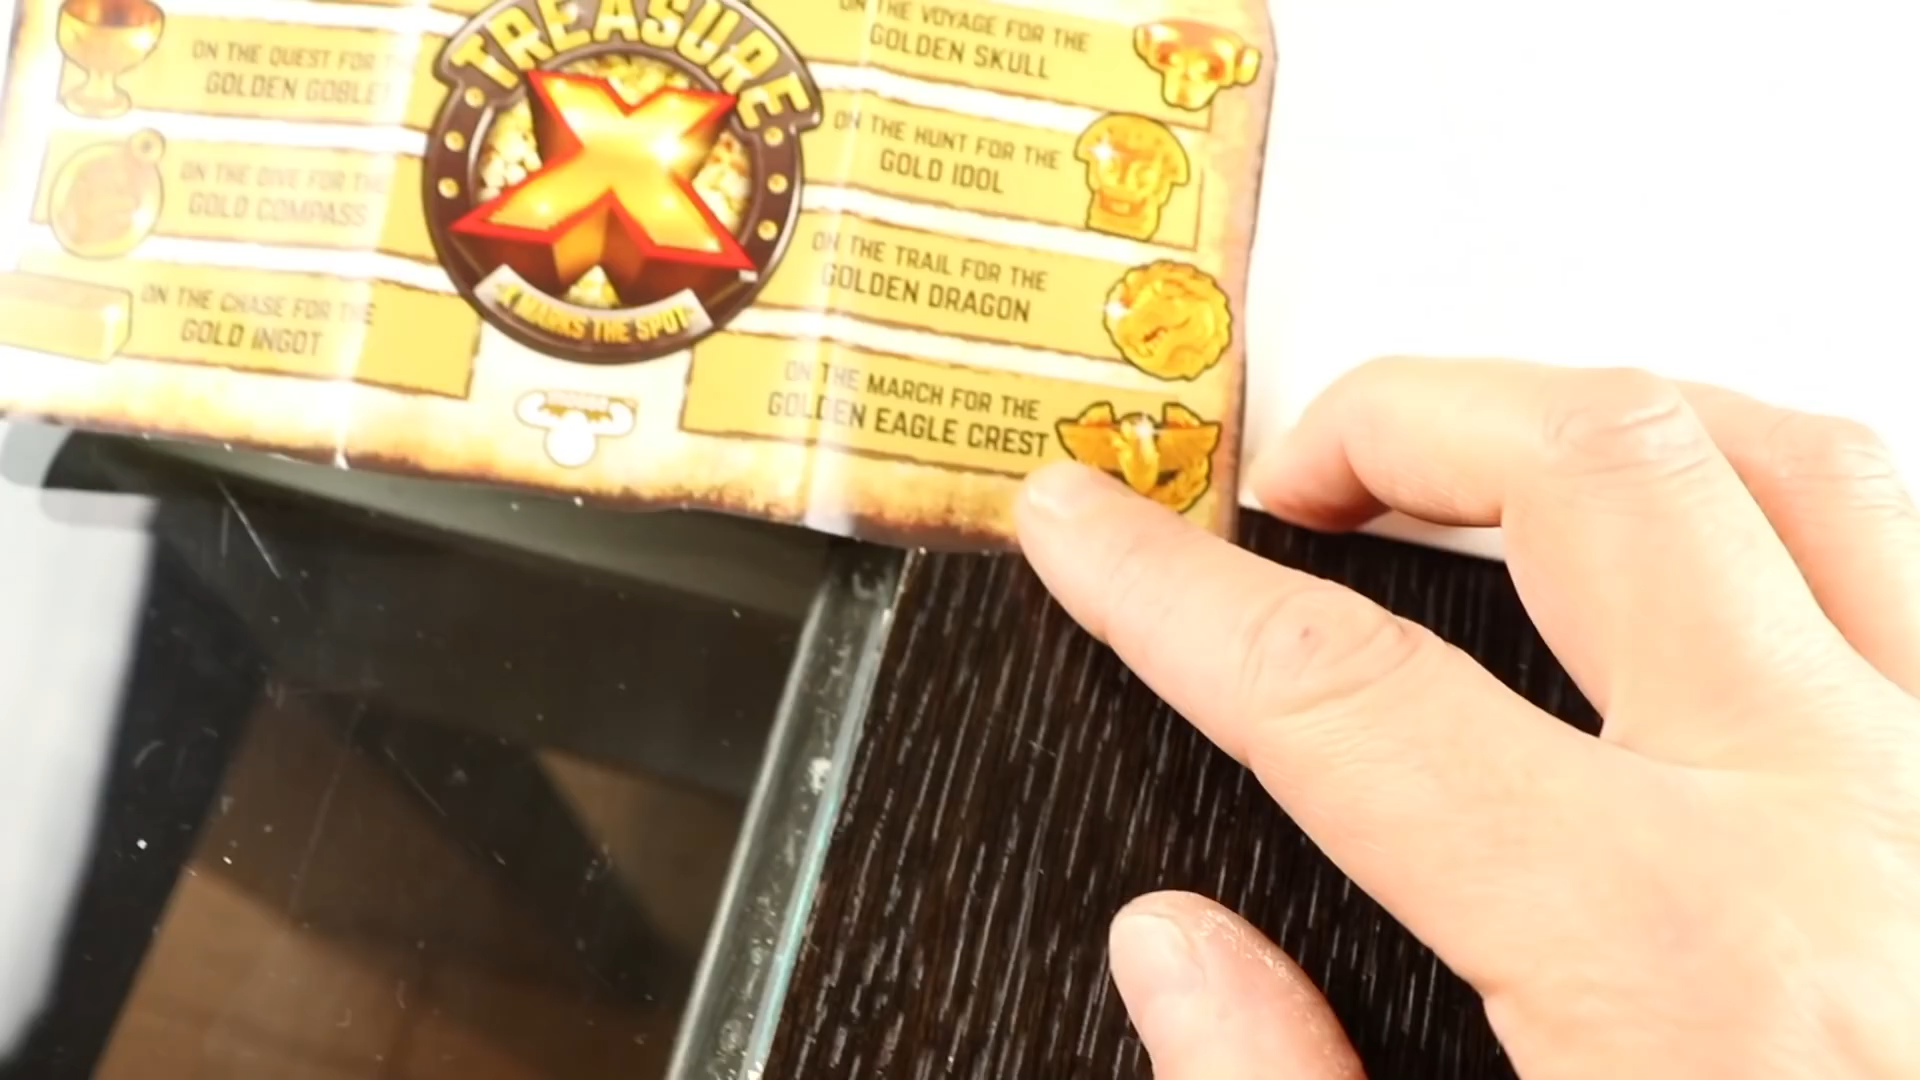 ON THE QUEST FOR
GOLDEN GOBLET
ON THE DIVE FOR THE
GOLD COMPASS
ON THE CHASE FOR THE
GOLD INGOT
TREASURE
X
X MARKS THE SPOT
ON THE VOYAGE FOR THE
GOLDEN SKULL
ON THE HUNT FOR THE
GOLD IDOL
ON THE TRAIL FOR THE
GOLDEN DRAGON
ON THE MARCH FOR THE
GOLDEN EAGLE CREST